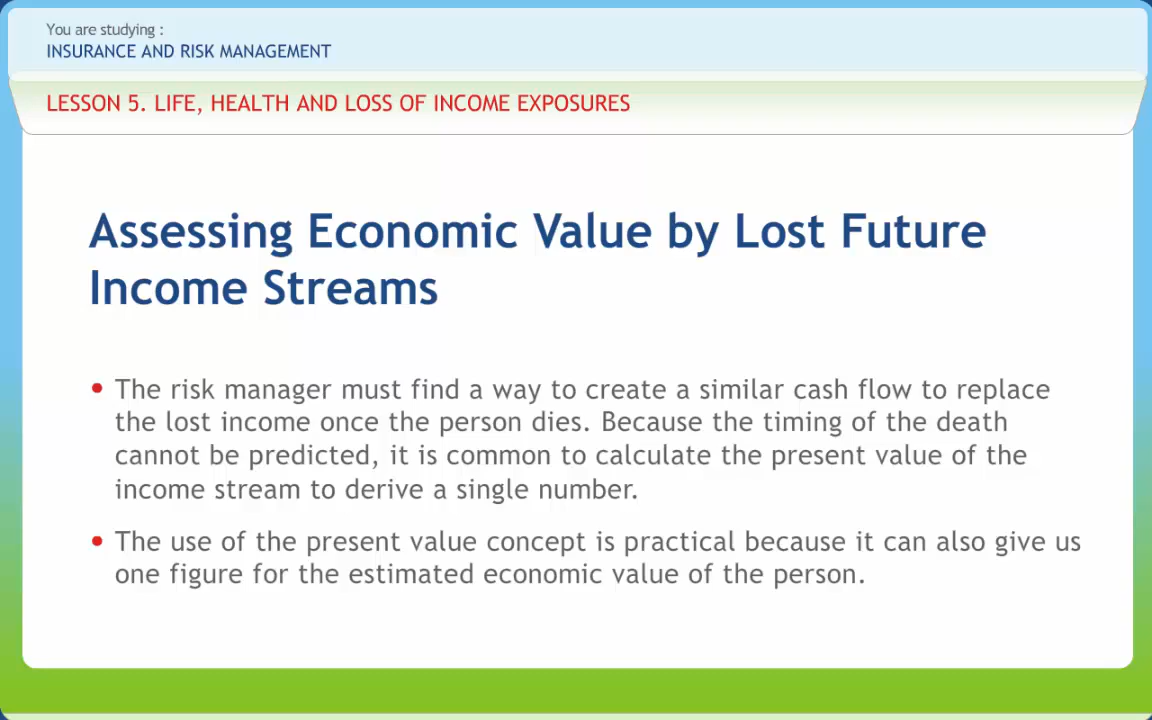 You are studying :
INSURANCE AND RISK MANAGEMENT
LESSON 5. LIFE, HEALTH AND LOSS OF INCOME EXPOSURES
Assessing Economic Value by Lost Future
Income Streams
• The risk manager must find a way to create a similar cash flow to replace
the lost income once the person dies. Because the timing of the death
cannot be predicted, it is common to calculate the present value of the
income stream to derive a single number.
• The use of the present value concept is practical because it can also give us
one figure for the estimated economic value of the person.